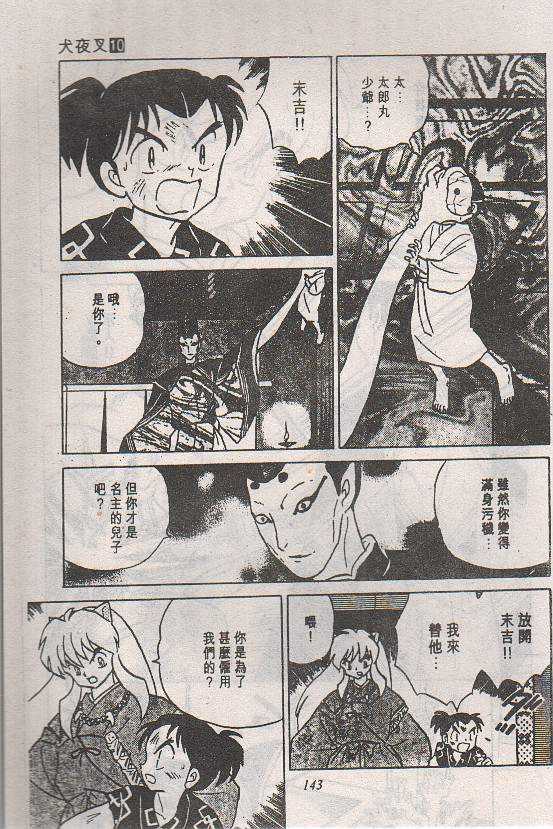 犬夜叉10
太…
太郎丸
少爺…?
末吉!!
哦…
是你了。
雖然你變得
滿身污穢…
但你才是
名主的兒子
吧?
放開
末吉!!
我來
替他…
喂!
你是為了
甚麼僱用
我們的?
143